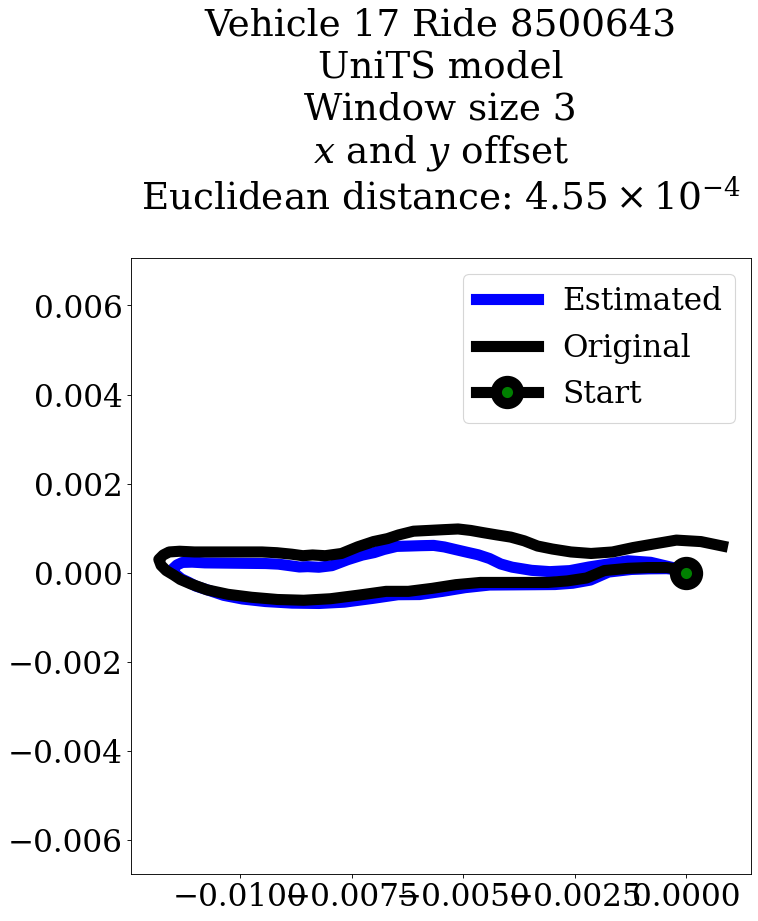 Vehicle 17 Ride 8500643
UniTS model
Window size 3
x and y offset
Euclidean distance: 4.55 × 10⁻⁴
Estimated
Original
Start
0.006
0.004
0.002
0.000
−0.002
−0.004
−0.006
−0.0100 −0.0075 −0.0050 −0.0025 0.0000